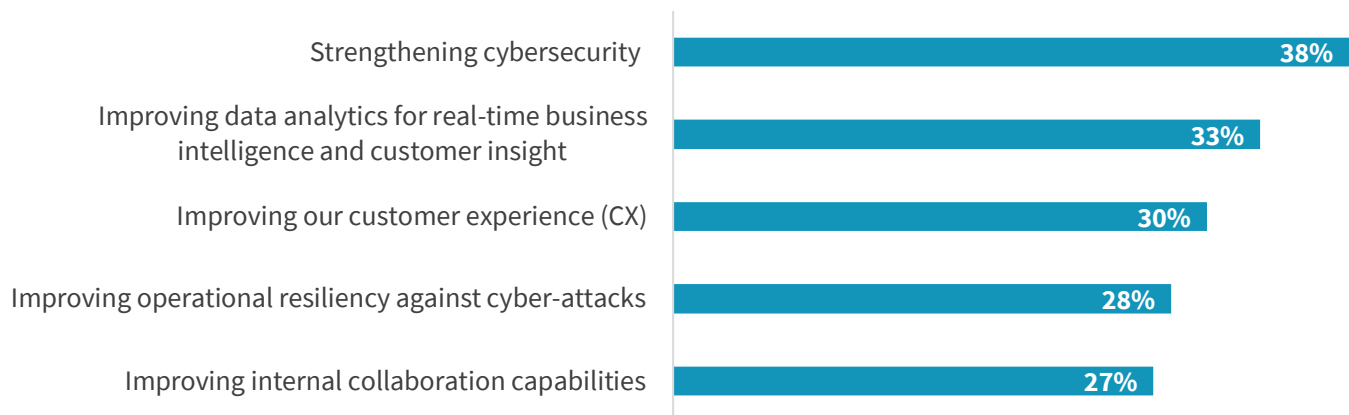 Strengthening cybersecurity
38%
Improving data analytics for real-time business
intelligence and customer insight
33%
Improving our customer experience (CX)
30%
Improving operational resiliency against cyber-attacks
28%
Improving internal collaboration capabilities
27%